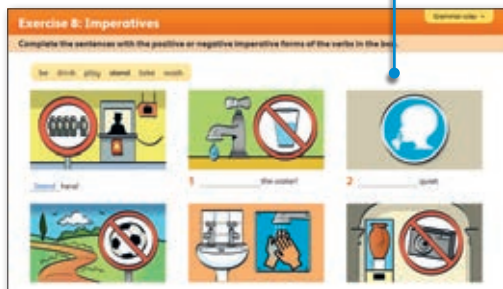 Exercise 8: Imperatives
Grammar rules
Complete the sentences with the positive or negative imperative forms of the verbs in the box.
be drink play stand take wash
Stand here!
1 the water!
2 quiet